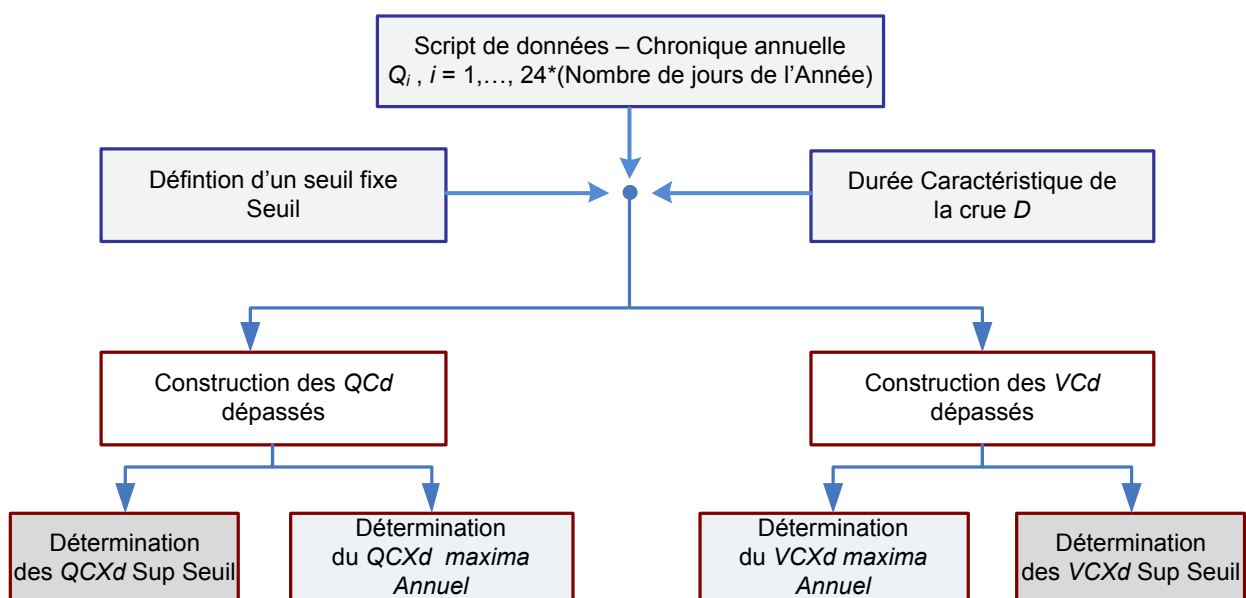 Script de données – Chronique annuelle
Qi , i = 1,…, 24*(Nombre de jours de l’Année)
Défintion d’un seuil fixe
Seuil
Durée Caractéristique de
la crue D
Construction des QCd
dépassés
Construction des VCd
dépassés
Détermination
des QCXd Sup Seuil
Détermination
du QCXd maxima
Annuel
Détermination
du VCXd maxima
Annuel
Détermination
des VCXd Sup Seuil